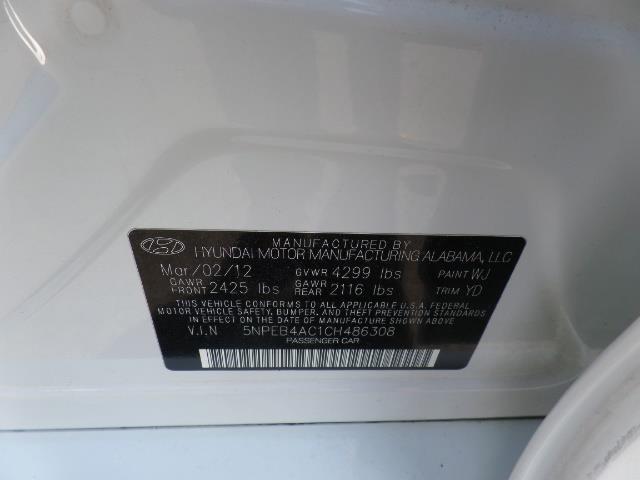 MANUFACTURED BY
HYUNDAI MOTOR MANUFACTURING ALABAMA, LLC
Mar/02/12 GVWR 4299 lbs PAINT WJ
GAWR FRONT 2425 lbs GAWR REAR 2116 lbs TRIM YD
THIS VEHICLE CONFORMS TO ALL APPLICABLE U.S.A. FEDERAL
MOTOR VEHICLE SAFETY, BUMPER, AND THEFT PREVENTION
STANDARDS IN EFFECT ON THE DATE OF MANUFACTURE SHOWN ABOVE.
V.I.N 5NPEB4AC1CH486308
PASSENGER CAR